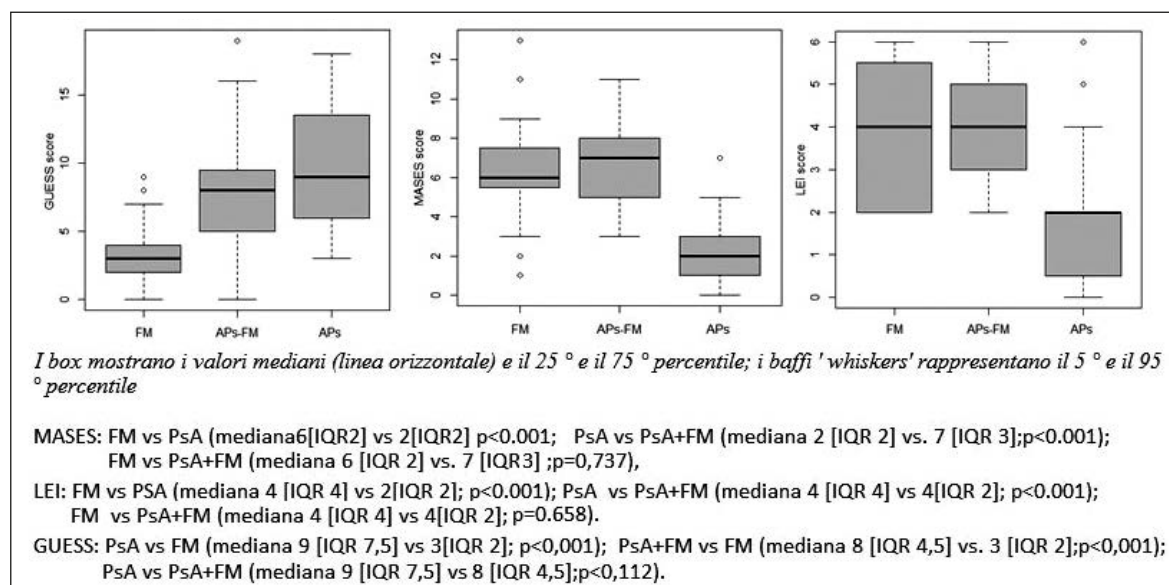 GUESS score
0
5
10
15
FM
APs-FM
APs
MASES score
0
2
4
6
8
10
12
FM
APs-FM
APs
LEI score
0
1
2
3
4
5
6
FM
APs-FM
APs
I box mostrano i valori mediani (linea orizzontale) e il 25 ° e il 75 ° percentile; i baffi ' whiskers' rappresentano il 5 ° e il 95
° percentile
MASES: FM vs PsA (mediana6[IQR2] vs 2[IQR2] p<0.001; PsA vs PsA+FM (mediana 2 [IQR 2] vs. 7 [IQR 3];p<0.001);
FM vs PsA+FM (mediana 6 [IQR 2] vs. 7 [IQR3] ;p=0,737),
LEI: FM vs PSA (mediana 4 [IQR 4] vs 2[IQR 2]; p<0.001); PsA vs PsA+FM (mediana 4 [IQR 4] vs 4[IQR 2]; p<0.001);
FM vs PsA+FM (mediana 4 [IQR 4] vs 4[IQR 2]; p=0.658).
GUESS: PsA vs FM (mediana 9 [IQR 7,5] vs 3[IQR 2]; p<0,001); PsA+FM vs FM (mediana 8 [IQR 4,5] vs. 3 [IQR 2];p<0,001);
PsA vs PsA+FM (mediana 9 [IQR 7,5] vs 8 [IQR 4,5];p<0,112).